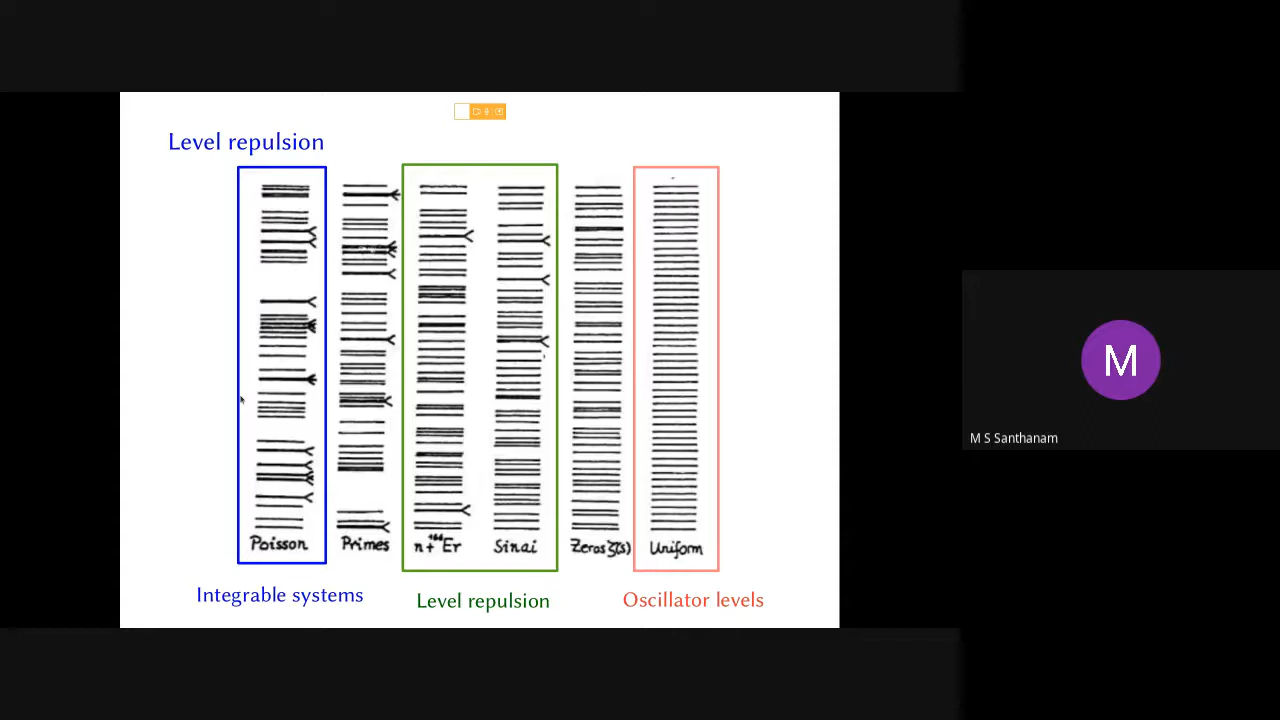 Level repulsion
Poisson
Primes
n+¹⁶⁶Er
Sinai
Zeros ζ(s)
Uniform
Integrable systems
Level repulsion
Oscillator levels
M
M S Santhanam